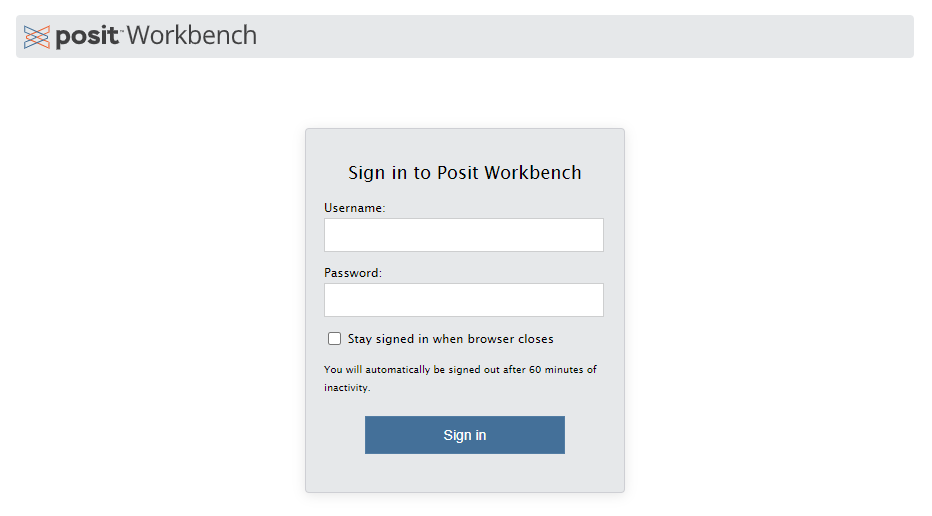 posit™ Workbench
Sign in to Posit Workbench
Username:
Password:
Stay signed in when browser closes
You will automatically be signed out after 60 minutes of
inactivity.
Sign in